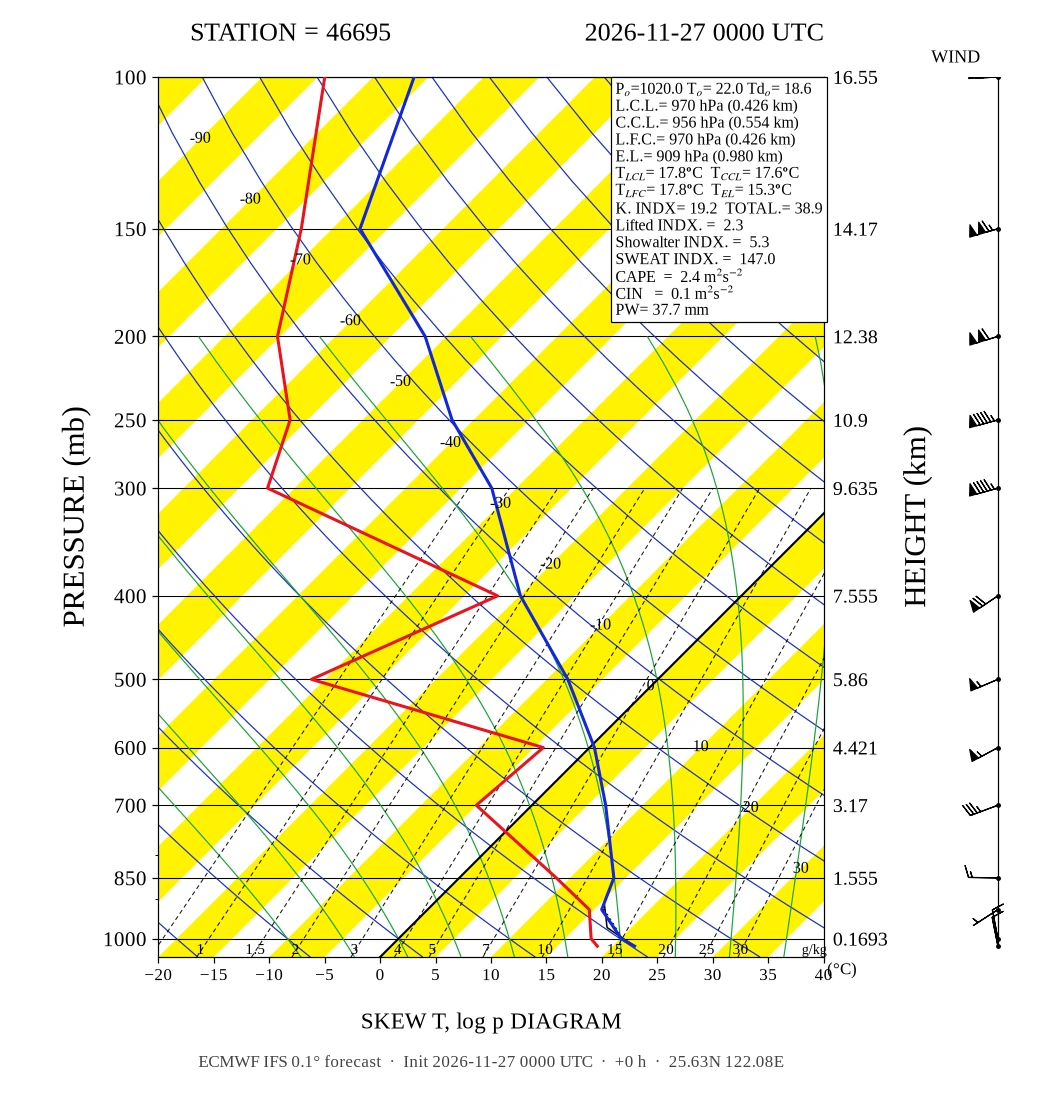 STATION = 46695
2026-11-27 0000 UTC
WIND
P_o=1020.0 T_o= 22.0 Td_o= 18.6
L.C.L.= 970 hPa (0.426 km)
C.C.L.= 956 hPa (0.554 km)
L.F.C.= 970 hPa (0.426 km)
E.L.= 909 hPa (0.980 km)
T_LCL= 17.8°C T_CCL= 17.6°C
T_LFC= 17.8°C T_EL= 15.3°C
K. INDX= 19.2 TOTAL.= 38.9
Lifted INDX. = 2.3
Showalter INDX. = 5.3
SWEAT INDX. = 147.0
CAPE = 2.4 m²s⁻²
CIN = 0.1 m²s⁻²
PW= 37.7 mm
PRESSURE (mb)
100
150
200
250
300
400
500
600
700
850
1000
-90
-80
-70
-60
-50
-40
-30
-20
-10
0
10
20
30
16.55
14.17
12.38
10.9
9.635
7.555
5.86
4.421
3.17
1.555
0.1693
HEIGHT (km)
1 1.5 2 3 4 5 7 10 15 20 25 30 g/kg
−20 −15 −10 −5 0 5 10 15 20 25 30 35 40 (°C)
SKEW T, log p DIAGRAM
ECMWF IFS 0.1° forecast · Init 2026-11-27 0000 UTC · +0 h · 25.63N 122.08E